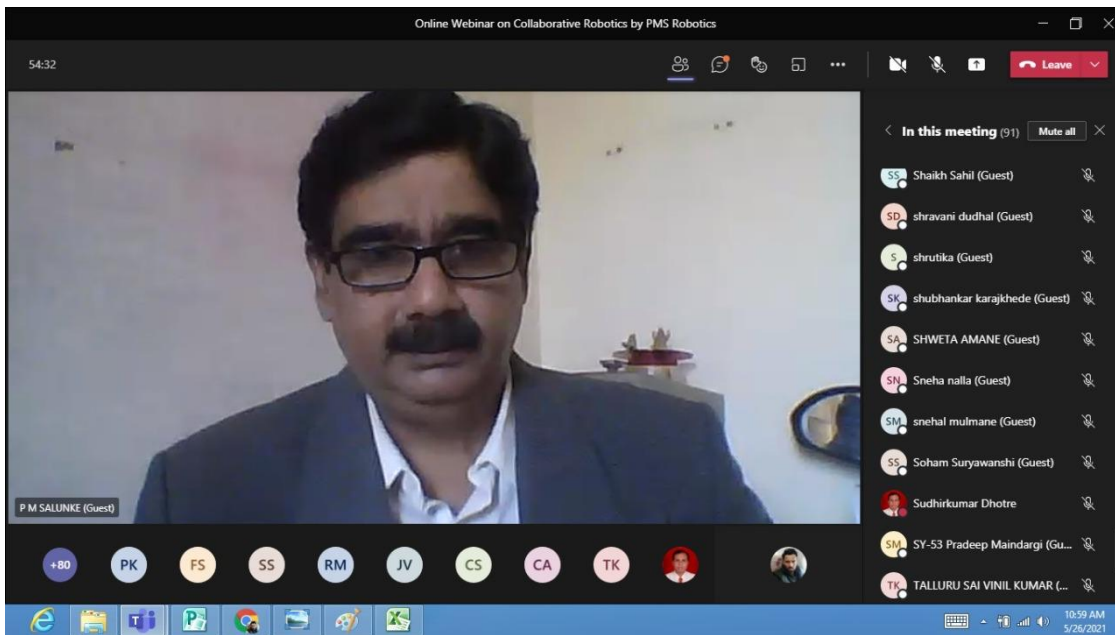 Online Webinar on Collaborative Robotics by PMS Robotics
54:32
Leave
In this meeting (91) Mute all
SS Shaikh Sahil (Guest)
SD shravani dudhal (Guest)
S shrutika (Guest)
SK shubhankar karajkhede (Guest)
SA SHWETA AMANE (Guest)
SN Sneha nalla (Guest)
SM snehal mulmane (Guest)
SS Soham Suryawanshi (Guest)
Sudhirkumar Dhotre
SM SY-53 Pradeep Maindargi (Gu...
TK TALLURU SAI VINIL KUMAR (...
P M SALUNKE (Guest)
+80 PK FS SS RM JV CS CA TK
10:59 AM
5/26/2021